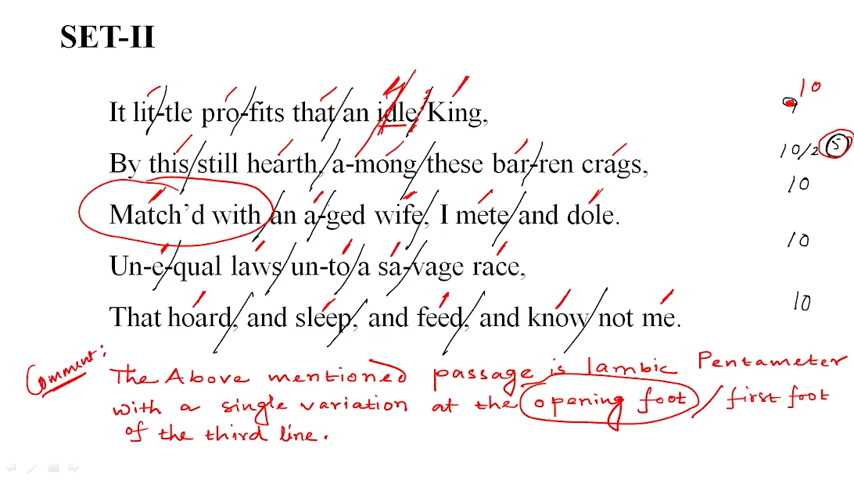 SET-II
It lit-tle pro-fits that an idle King, 10
By this still hearth, a-mong these bar-ren crags, 10/2 5
Match'd with an a-ged wife, I mete and dole. 10
Un-e-qual laws un-to a sa-vage race, 10
That hoard, and sleep, and feed, and know not me. 10
Comment:
The Above mentioned passage is Iambic Pentameter
with a single variation at the opening foot / first foot
of the third line.